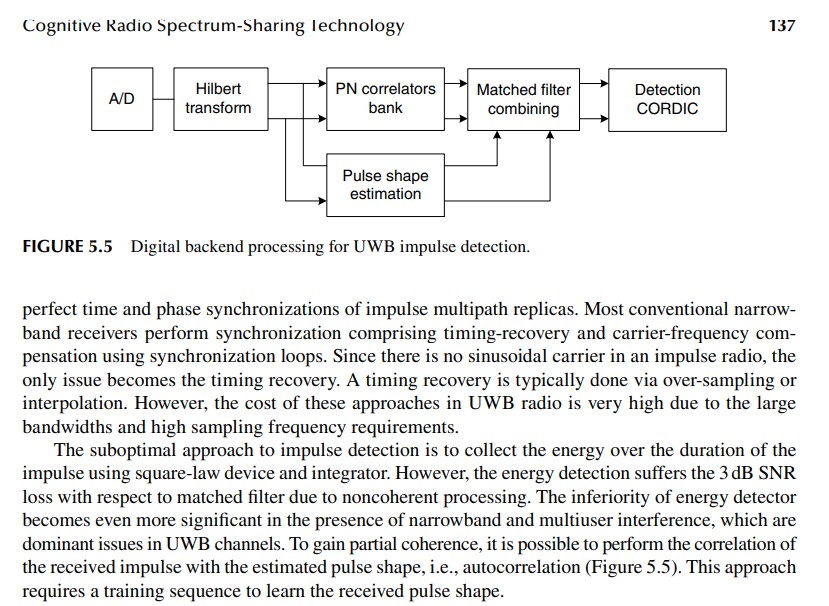 Cognitive Radio Spectrum-Sharing Technology 137
A/D
Hilbert
transform
PN correlators
bank
Matched filter
combining
Detection
CORDIC
Pulse shape
estimation
FIGURE 5.5 Digital backend processing for UWB impulse detection.
perfect time and phase synchronizations of impulse multipath replicas. Most conventional narrow-
band receivers perform synchronization comprising timing-recovery and carrier-frequency com-
pensation using synchronization loops. Since there is no sinusoidal carrier in an impulse radio, the
only issue becomes the timing recovery. A timing recovery is typically done via over-sampling or
interpolation. However, the cost of these approaches in UWB radio is very high due to the large
bandwidths and high sampling frequency requirements.
The suboptimal approach to impulse detection is to collect the energy over the duration of the
impulse using square-law device and integrator. However, the energy detection suffers the 3 dB SNR
loss with respect to matched filter due to noncoherent processing. The inferiority of energy detector
becomes even more significant in the presence of narrowband and multiuser interference, which are
dominant issues in UWB channels. To gain partial coherence, it is possible to perform the correlation of
the received impulse with the estimated pulse shape, i.e., autocorrelation (Figure 5.5). This approach
requires a training sequence to learn the received pulse shape.